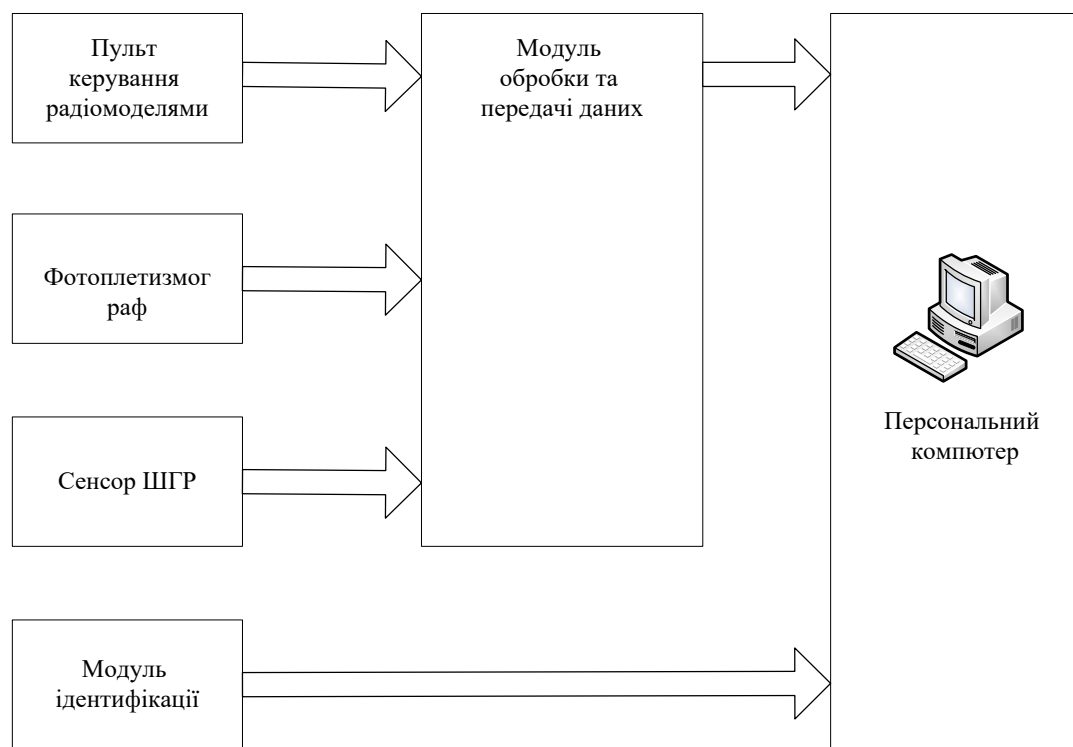 Пульт
керування
радіомоделями
Модуль
обробки та
передачі даних
Фотоплетизмог
раф
Сенсор ШГР
Персональний
компютер
Модуль
ідентифікації